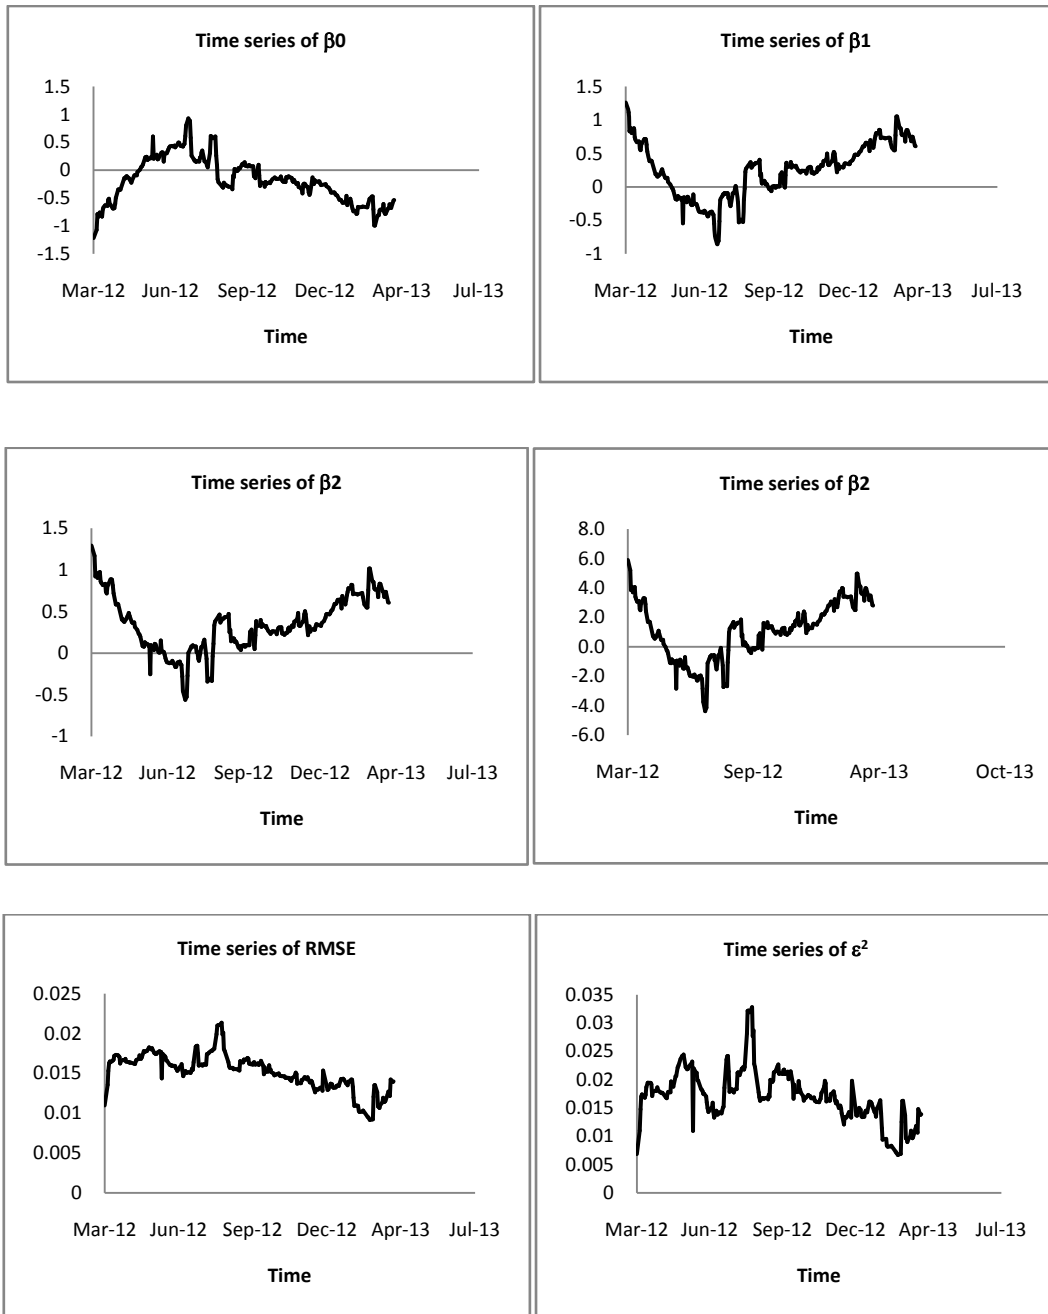 Time series of β0
1.5
1
0.5
0
-0.5
-1
-1.5
Mar-12 Jun-12 Sep-12 Dec-12 Apr-13 Jul-13
Time
Time series of β1
1.5
1
0.5
0
-0.5
-1
Mar-12 Jun-12 Sep-12 Dec-12 Apr-13 Jul-13
Time
Time series of β2
1.5
1
0.5
0
-0.5
-1
Mar-12 Jun-12 Sep-12 Dec-12 Apr-13 Jul-13
Time
Time series of β2
8.0
6.0
4.0
2.0
0.0
-2.0
-4.0
-6.0
Mar-12 Sep-12 Apr-13 Oct-13
Time
Time series of RMSE
0.025
0.02
0.015
0.01
0.005
0
Mar-12 Jun-12 Sep-12 Dec-12 Apr-13 Jul-13
Time
Time series of ε²
0.035
0.03
0.025
0.02
0.015
0.01
0.005
0
Mar-12 Jun-12 Sep-12 Dec-12 Apr-13 Jul-13
Time